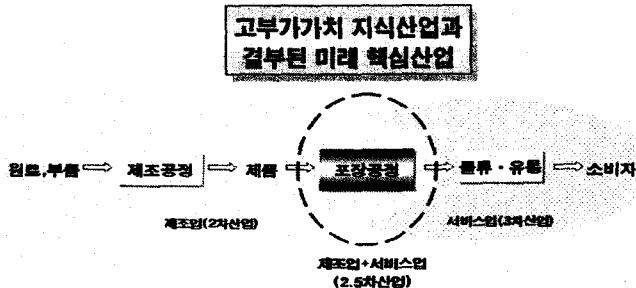 고부가가치 지식산업과
결부된 미래 핵심산업
원료,부품 제조공정 제품 포장공정 물류·유통 소비자
제조업(2차산업) 서비스업(3차산업)
제조업+서비스업
(2.5차산업)